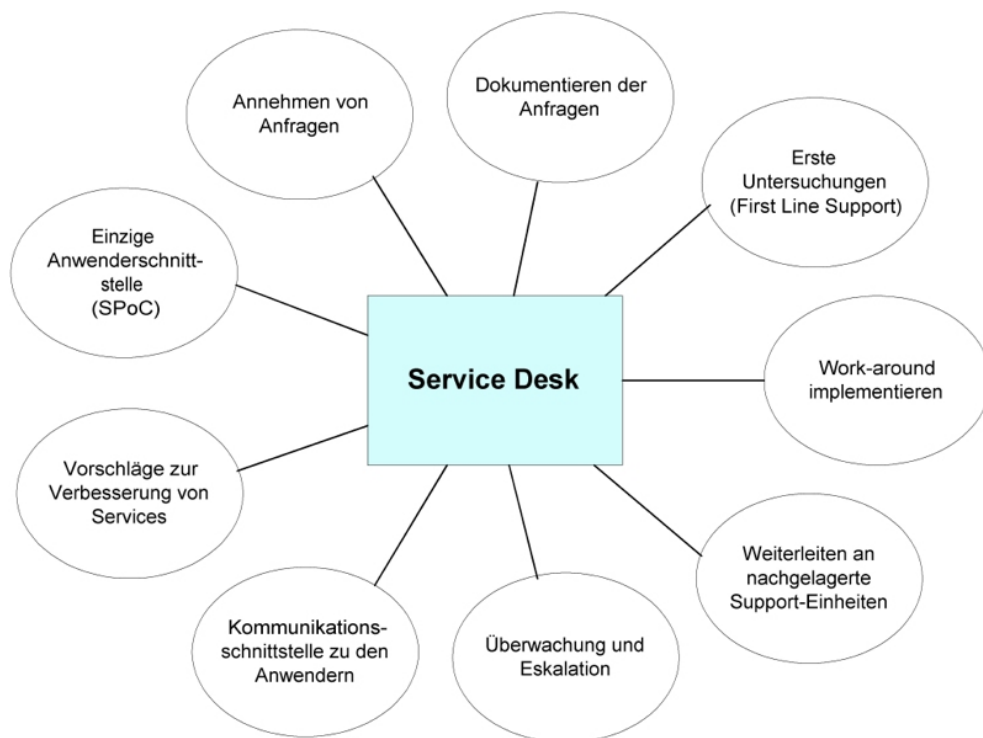 Annehmen von
Anfragen
Dokumentieren der
Anfragen
Erste
Untersuchungen
(First Line Support)
Einzige
Anwenderschnitt-
stelle
(SPoC)
Service Desk
Work-around
implementieren
Vorschläge zur
Verbesserung von
Services
Weiterleiten an
nachgelagerte
Support-Einheiten
Kommunikations-
schnittstelle zu den
Anwendern
Überwachung und
Eskalation